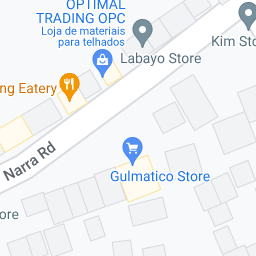 OPTIMAL
TRADING OPC
Loja de materiais
para telhados
Labayo Store
Kim Sto
ng Eatery
Narra Rd
Gulmatico Store
ore